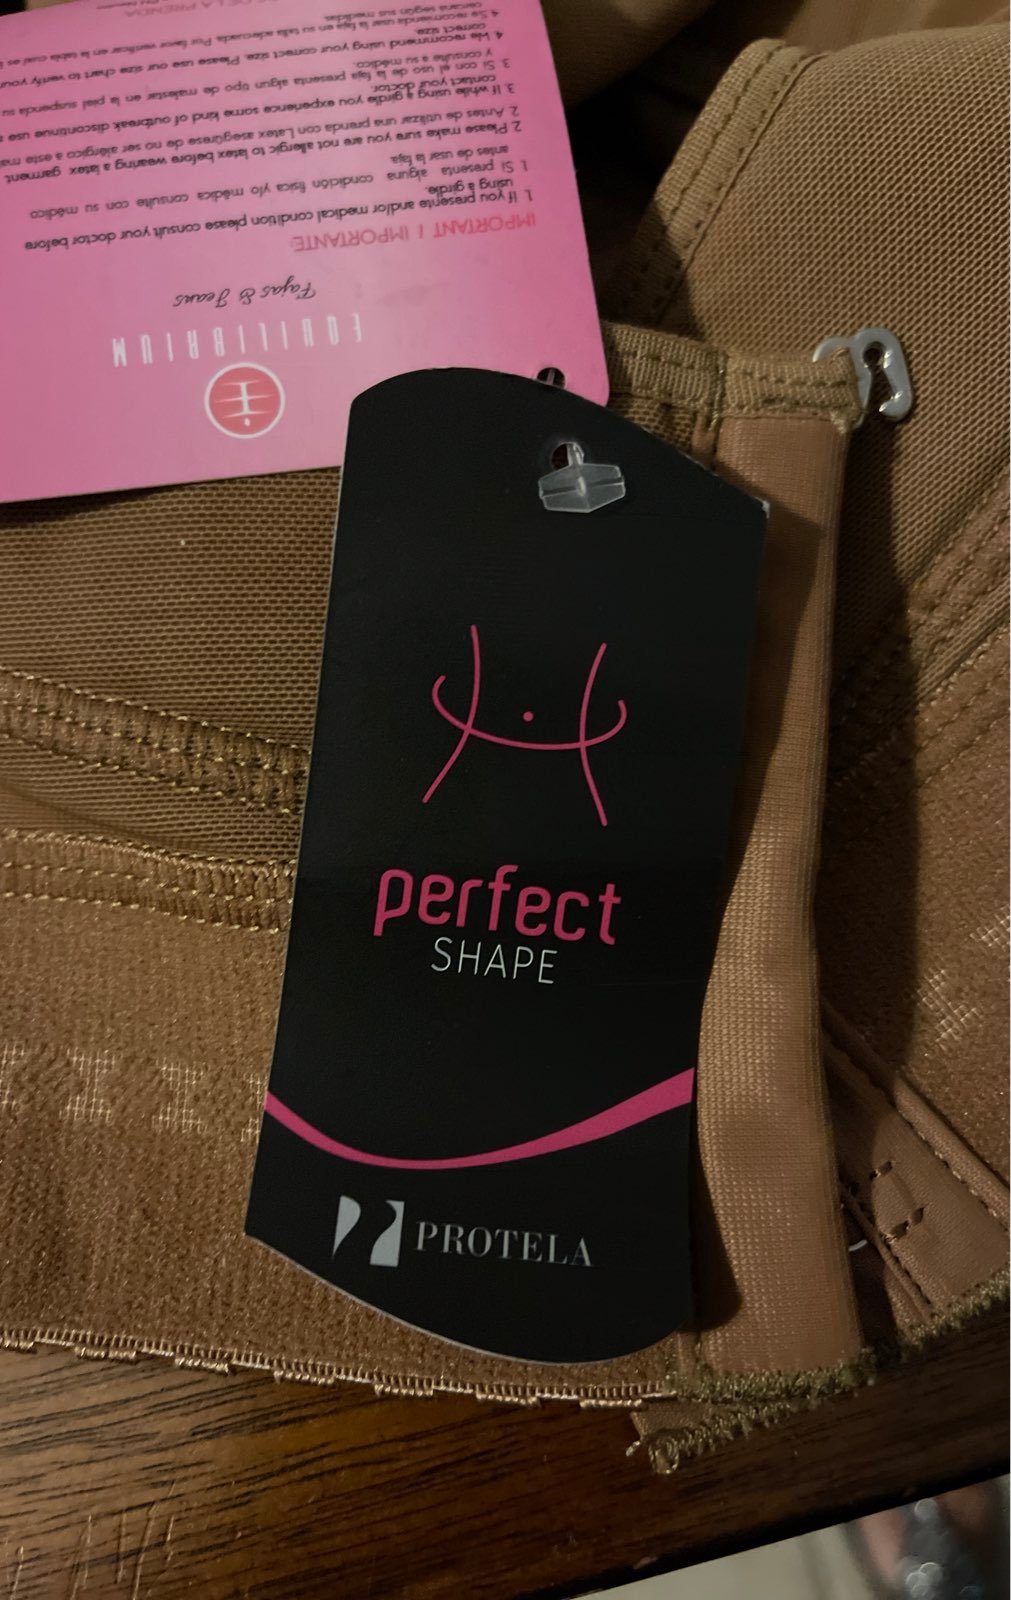 EQUILIBRIUM
Fajas & Jeans
IMPORTANT / IMPORTANTE
1. If you presente and/or medical condition please consult your doctor before
using a girdle.
1. Si presenta alguna condición física y/o médica consulte con su médico
antes de usar la faja.
2. Please make sure you are not allergic to latex before wearing a latex garment
2. Antes de utilizar una prenda con Latex asegúrese de no ser alérgico a este
3. If while using a girdle you experience some kind of outbreak discontinue use
contact your doctor.
3. Si con el uso de la faja presenta algun tipo de malestar en la piel suspenda su
y consulte a su médico.
4. We recommend using your correct size. Please use our size chart to verify your
correct size.
4. Se recomienda usar la faja en su talla adecuada. Por favor verificar en la tabla cual es
cercana según sus medidas.
DE LA PRENDA
perfect
SHAPE
PROTELA